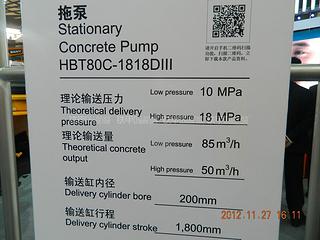 拖泵
Stationary
Concrete Pump
HBT80C-1818DIII
理论输送压力
Theoretical delivery
pressure
Low pressure 10 MPa
High pressure 18 MPa
理论输送量
Theoretical concrete
output
Low pressure 85m³/h
High pressure 50m³/h
输送缸内径
Delivery cylinder bore 200mm
输送缸行程
Delivery cylinder stroke 1,800mm
2012.11.27 16:11